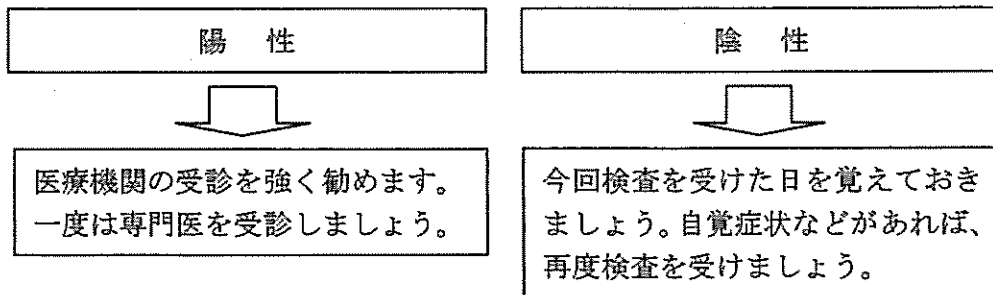 陽 性
医療機関の受診を強く勧めます。
一度は専門医を受診しましょう。
陰 性
今回検査を受けた日を覚えておき
ましょう。自覚症状などがあれば、
再度検査を受けましょう。